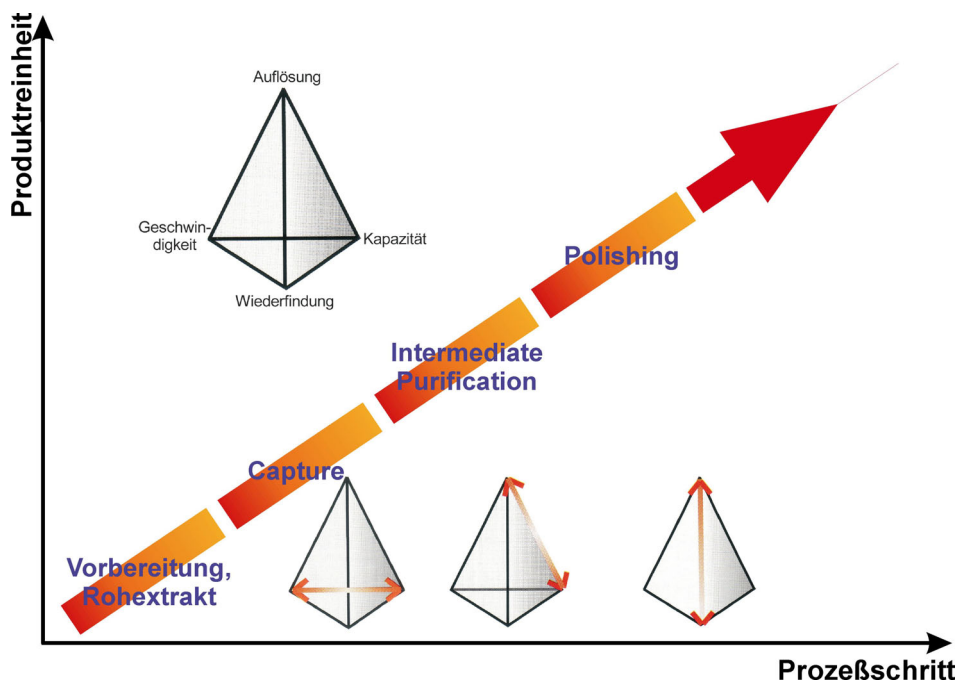 Produktreinheit
Auflösung
Geschwin-
digkeit
Kapazität
Wiederfindung
Polishing
Intermediate
Purification
Capture
Vorbereitung,
Rohextrakt
Prozeßschritt